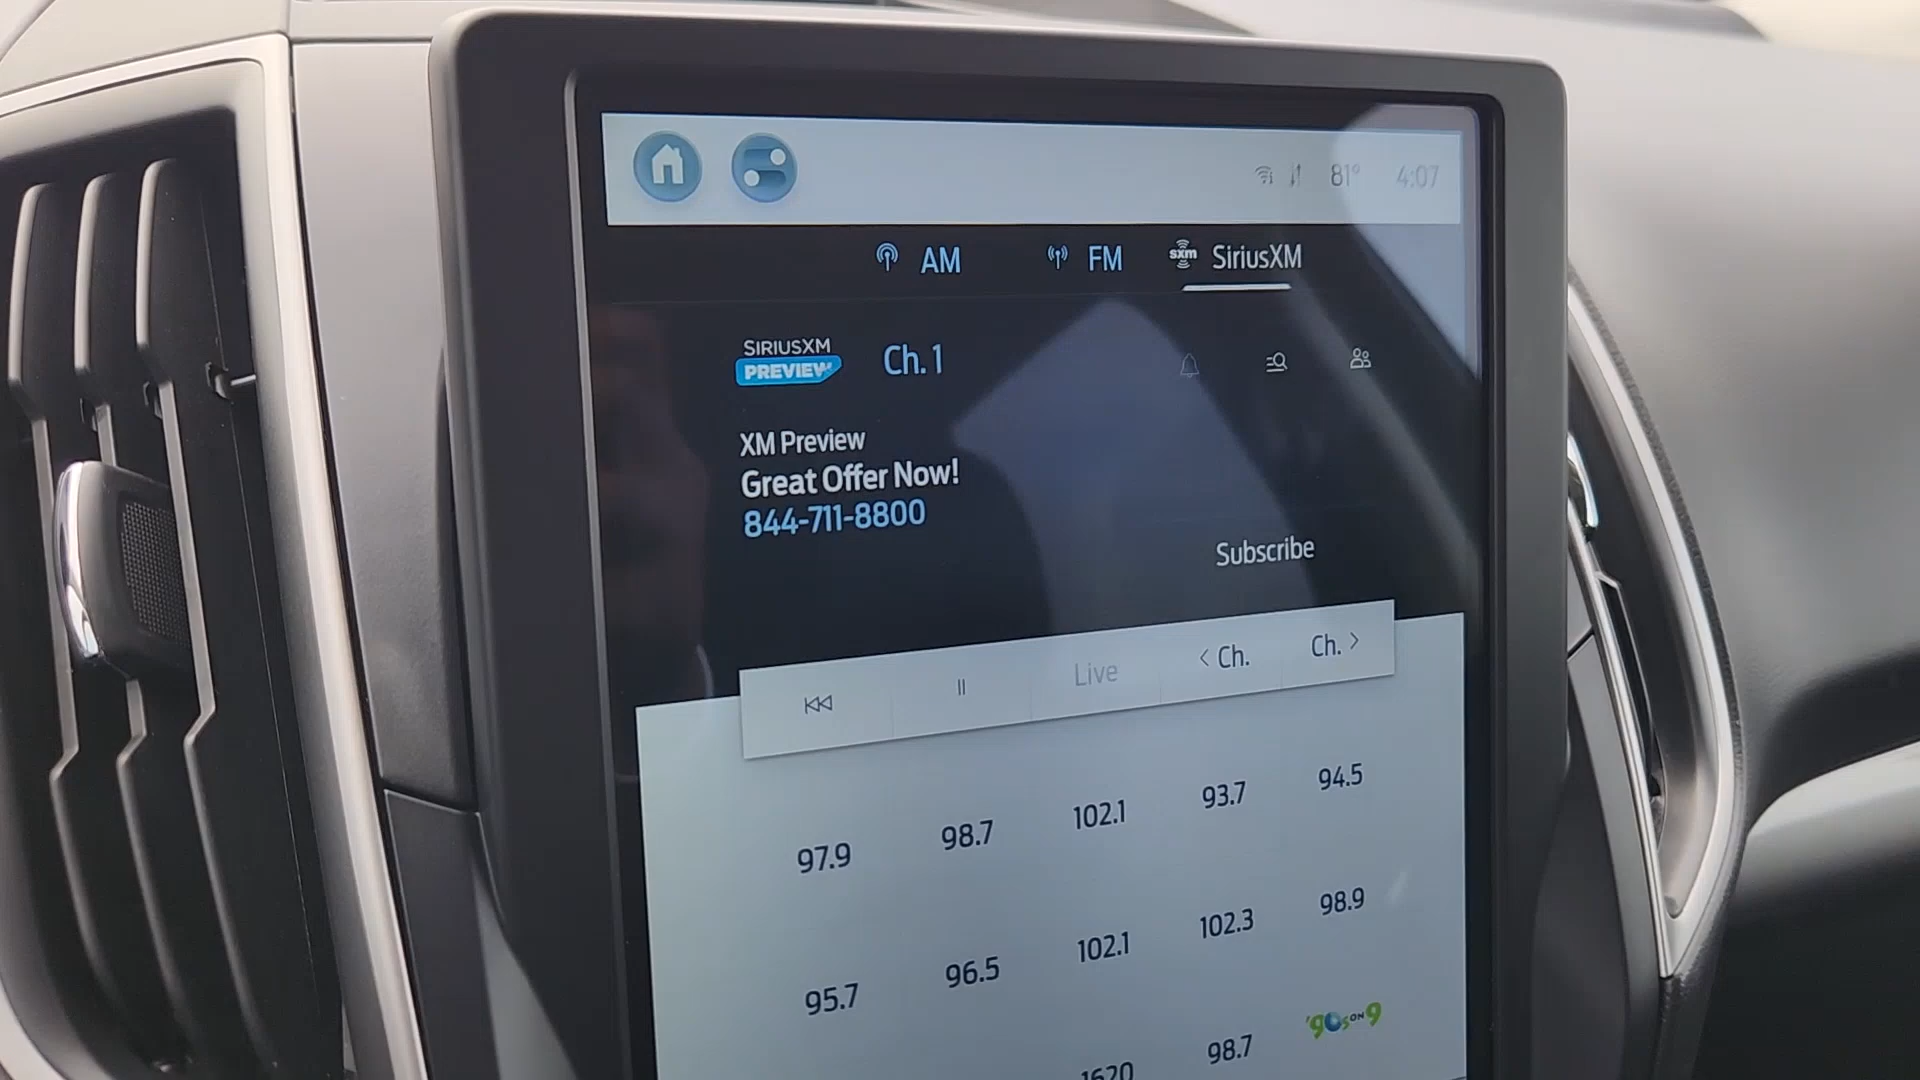 81° 4:07
AM FM sxm SiriusXM
SIRIUSXM
PREVIEW
Ch. 1
XM Preview
Great Offer Now!
844-711-8800
Subscribe
Live < Ch. Ch. >
97.9 98.7 102.1 93.7 94.5
95.7 96.5 102.1 102.3 98.9
1620 98.7 '90s ON 9